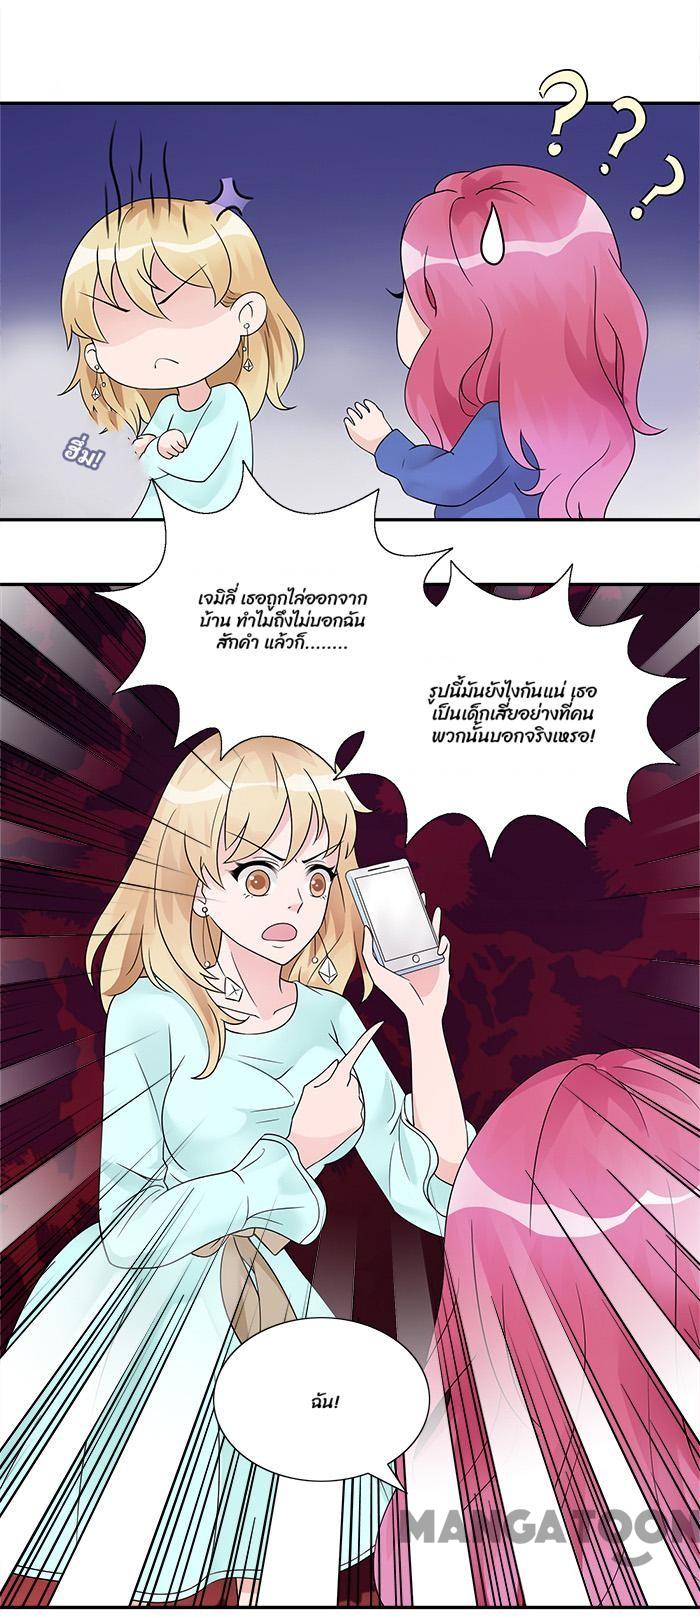 ???
ฮึ่ม!
เจมิลี่ เธอถูกไล่ออกจาก
บ้าน ทำไมถึงไม่บอกฉัน
สักคำ แล้วก็........
รูปนี้มันยังไงกันแน่ เธอ
เป็นเด็กเสี่ยอย่างที่คน
พวกนั้นบอกจริงเหรอ!
ฉัน!
MANGATOON